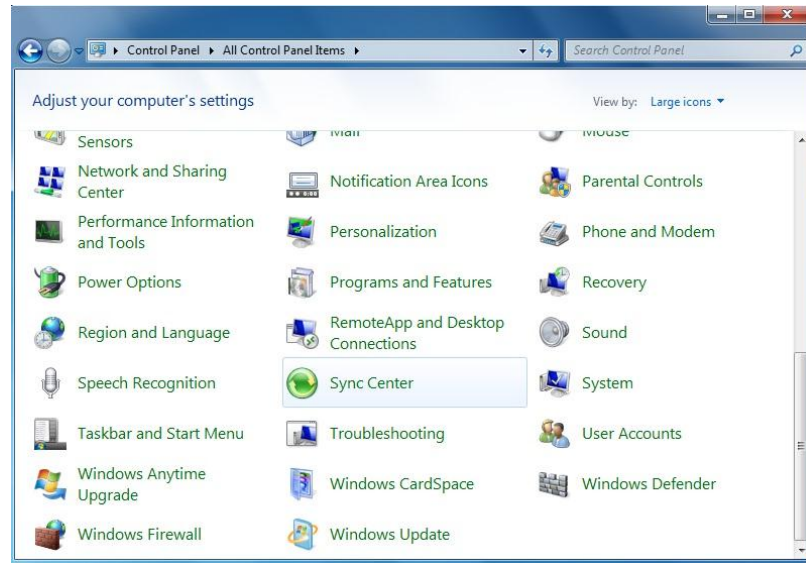 Control Panel All Control Panel Items
Search Control Panel
Adjust your computer's settings
View by: Large icons
Sensors
Mail
Mouse
Network and Sharing
Center
Notification Area Icons
Parental Controls
Performance Information
and Tools
Personalization
Phone and Modem
Power Options
Programs and Features
Recovery
Region and Language
RemoteApp and Desktop
Connections
Sound
Speech Recognition
Sync Center
System
Taskbar and Start Menu
Troubleshooting
User Accounts
Windows Anytime
Upgrade
Windows CardSpace
Windows Defender
Windows Firewall
Windows Update